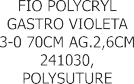 FIO POLYCRYL
GASTRO VIOLETA
3-0 70CM AG.2,6CM
241030,
POLYSUTURE